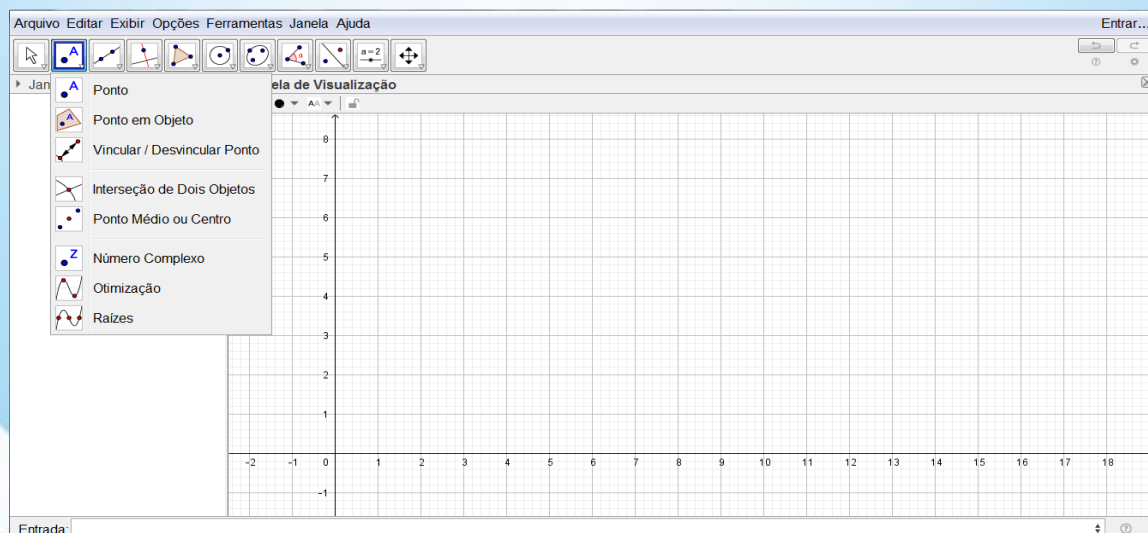 Arquivo Editar Exibir Opções Ferramentas Janela Ajuda Entrar...
A α a=2
Jan ela de Visualização
AA
A Ponto
A Ponto em Objeto
Vincular / Desvincular Ponto
Interseção de Dois Objetos
Ponto Médio ou Centro
Z Número Complexo
Otimização
Raízes
8
7
6
5
4
3
2
1
-2 -1 0 1 2 3 4 5 6 7 8 9 10 11 12 13 14 15 16 17 18
-1
Entrada: